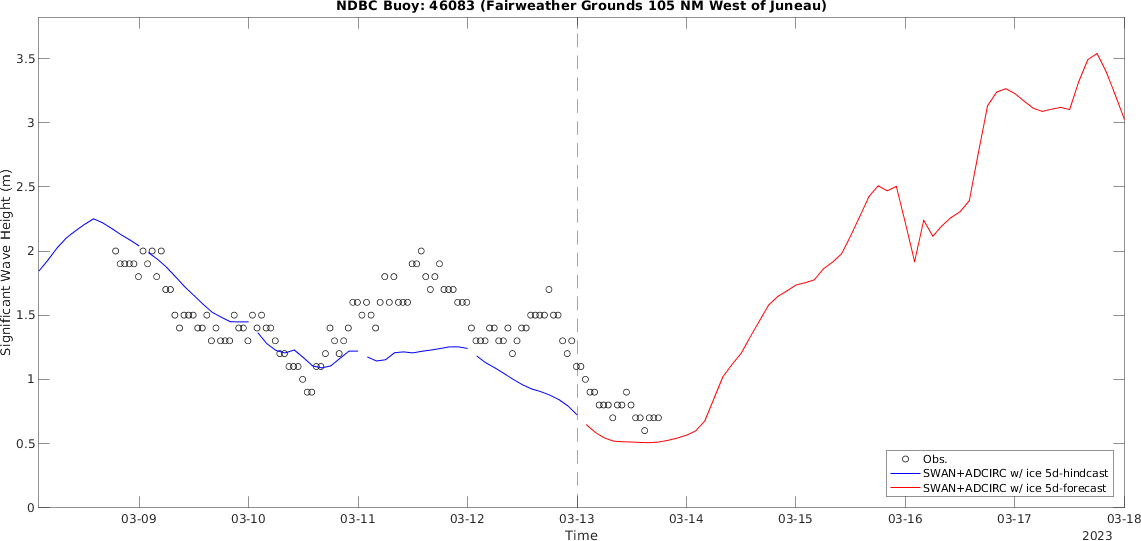 NDBC Buoy: 46083 (Fairweather Grounds 105 NM West of Juneau)
Significant Wave Height (m)
3.5
3
2.5
2
1.5
1
0.5
0
Obs.
SWAN+ADCIRC w/ ice 5d-hindcast
SWAN+ADCIRC w/ ice 5d-forecast
03-09 03-10 03-11 03-12 03-13 03-14 03-15 03-16 03-17 03-18
Time
2023